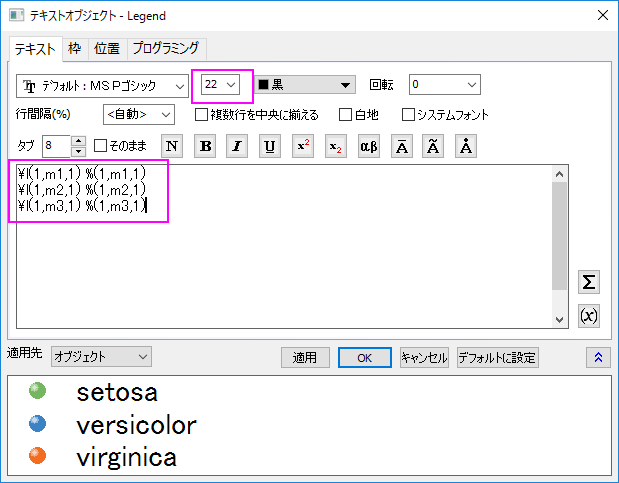 テキストオブジェクト - Legend
テキスト 枠 位置 プログラミング
デフォルト : ＭＳ Ｐゴシック 22 黒 回転 0
行間隔(%) <自動> 複数行を中央に揃える 白地 システムフォント
タブ 8 そのまま N B I U x² x₂ αβ A̅ Ã Å
¥l(1,m1,1) %(1,m1,1)
¥l(1,m2,1) %(1,m2,1)
¥l(1,m3,1) %(1,m3,1)
Σ
(x)
適用先 オブジェクト 適用 OK キャンセル デフォルトに設定
setosa
versicolor
virginica